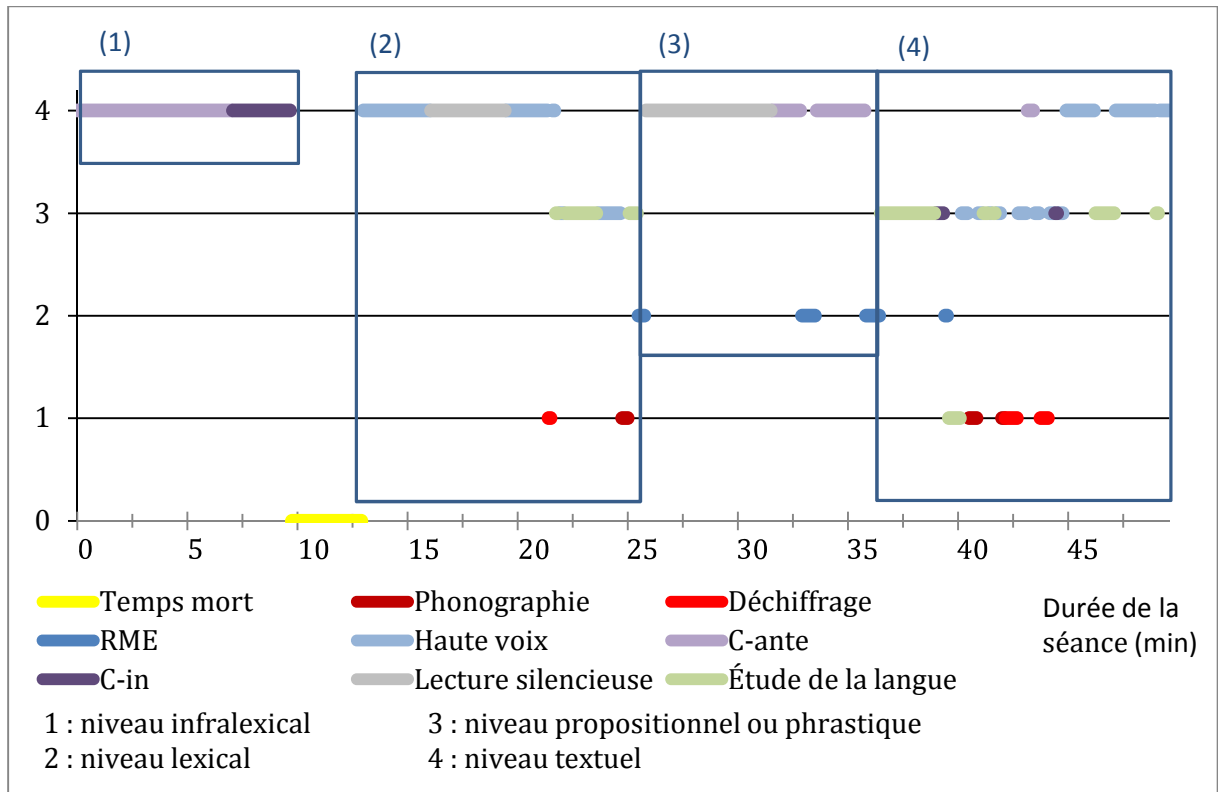 (1) (2) (3) (4)
4
3
2
1
0
0 5 10 15 20 25 30 35 40 45
Temps mort Phonographie Déchiffrage
RME Haute voix C-ante
C-in Lecture silencieuse Étude de la langue
Durée de la
séance (min)
1 : niveau infralexical 3 : niveau propositionnel ou phrastique
2 : niveau lexical 4 : niveau textuel